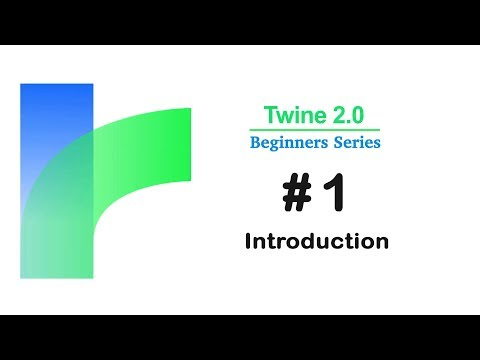 Twine 2.0
Beginners Series
# 1
Introduction